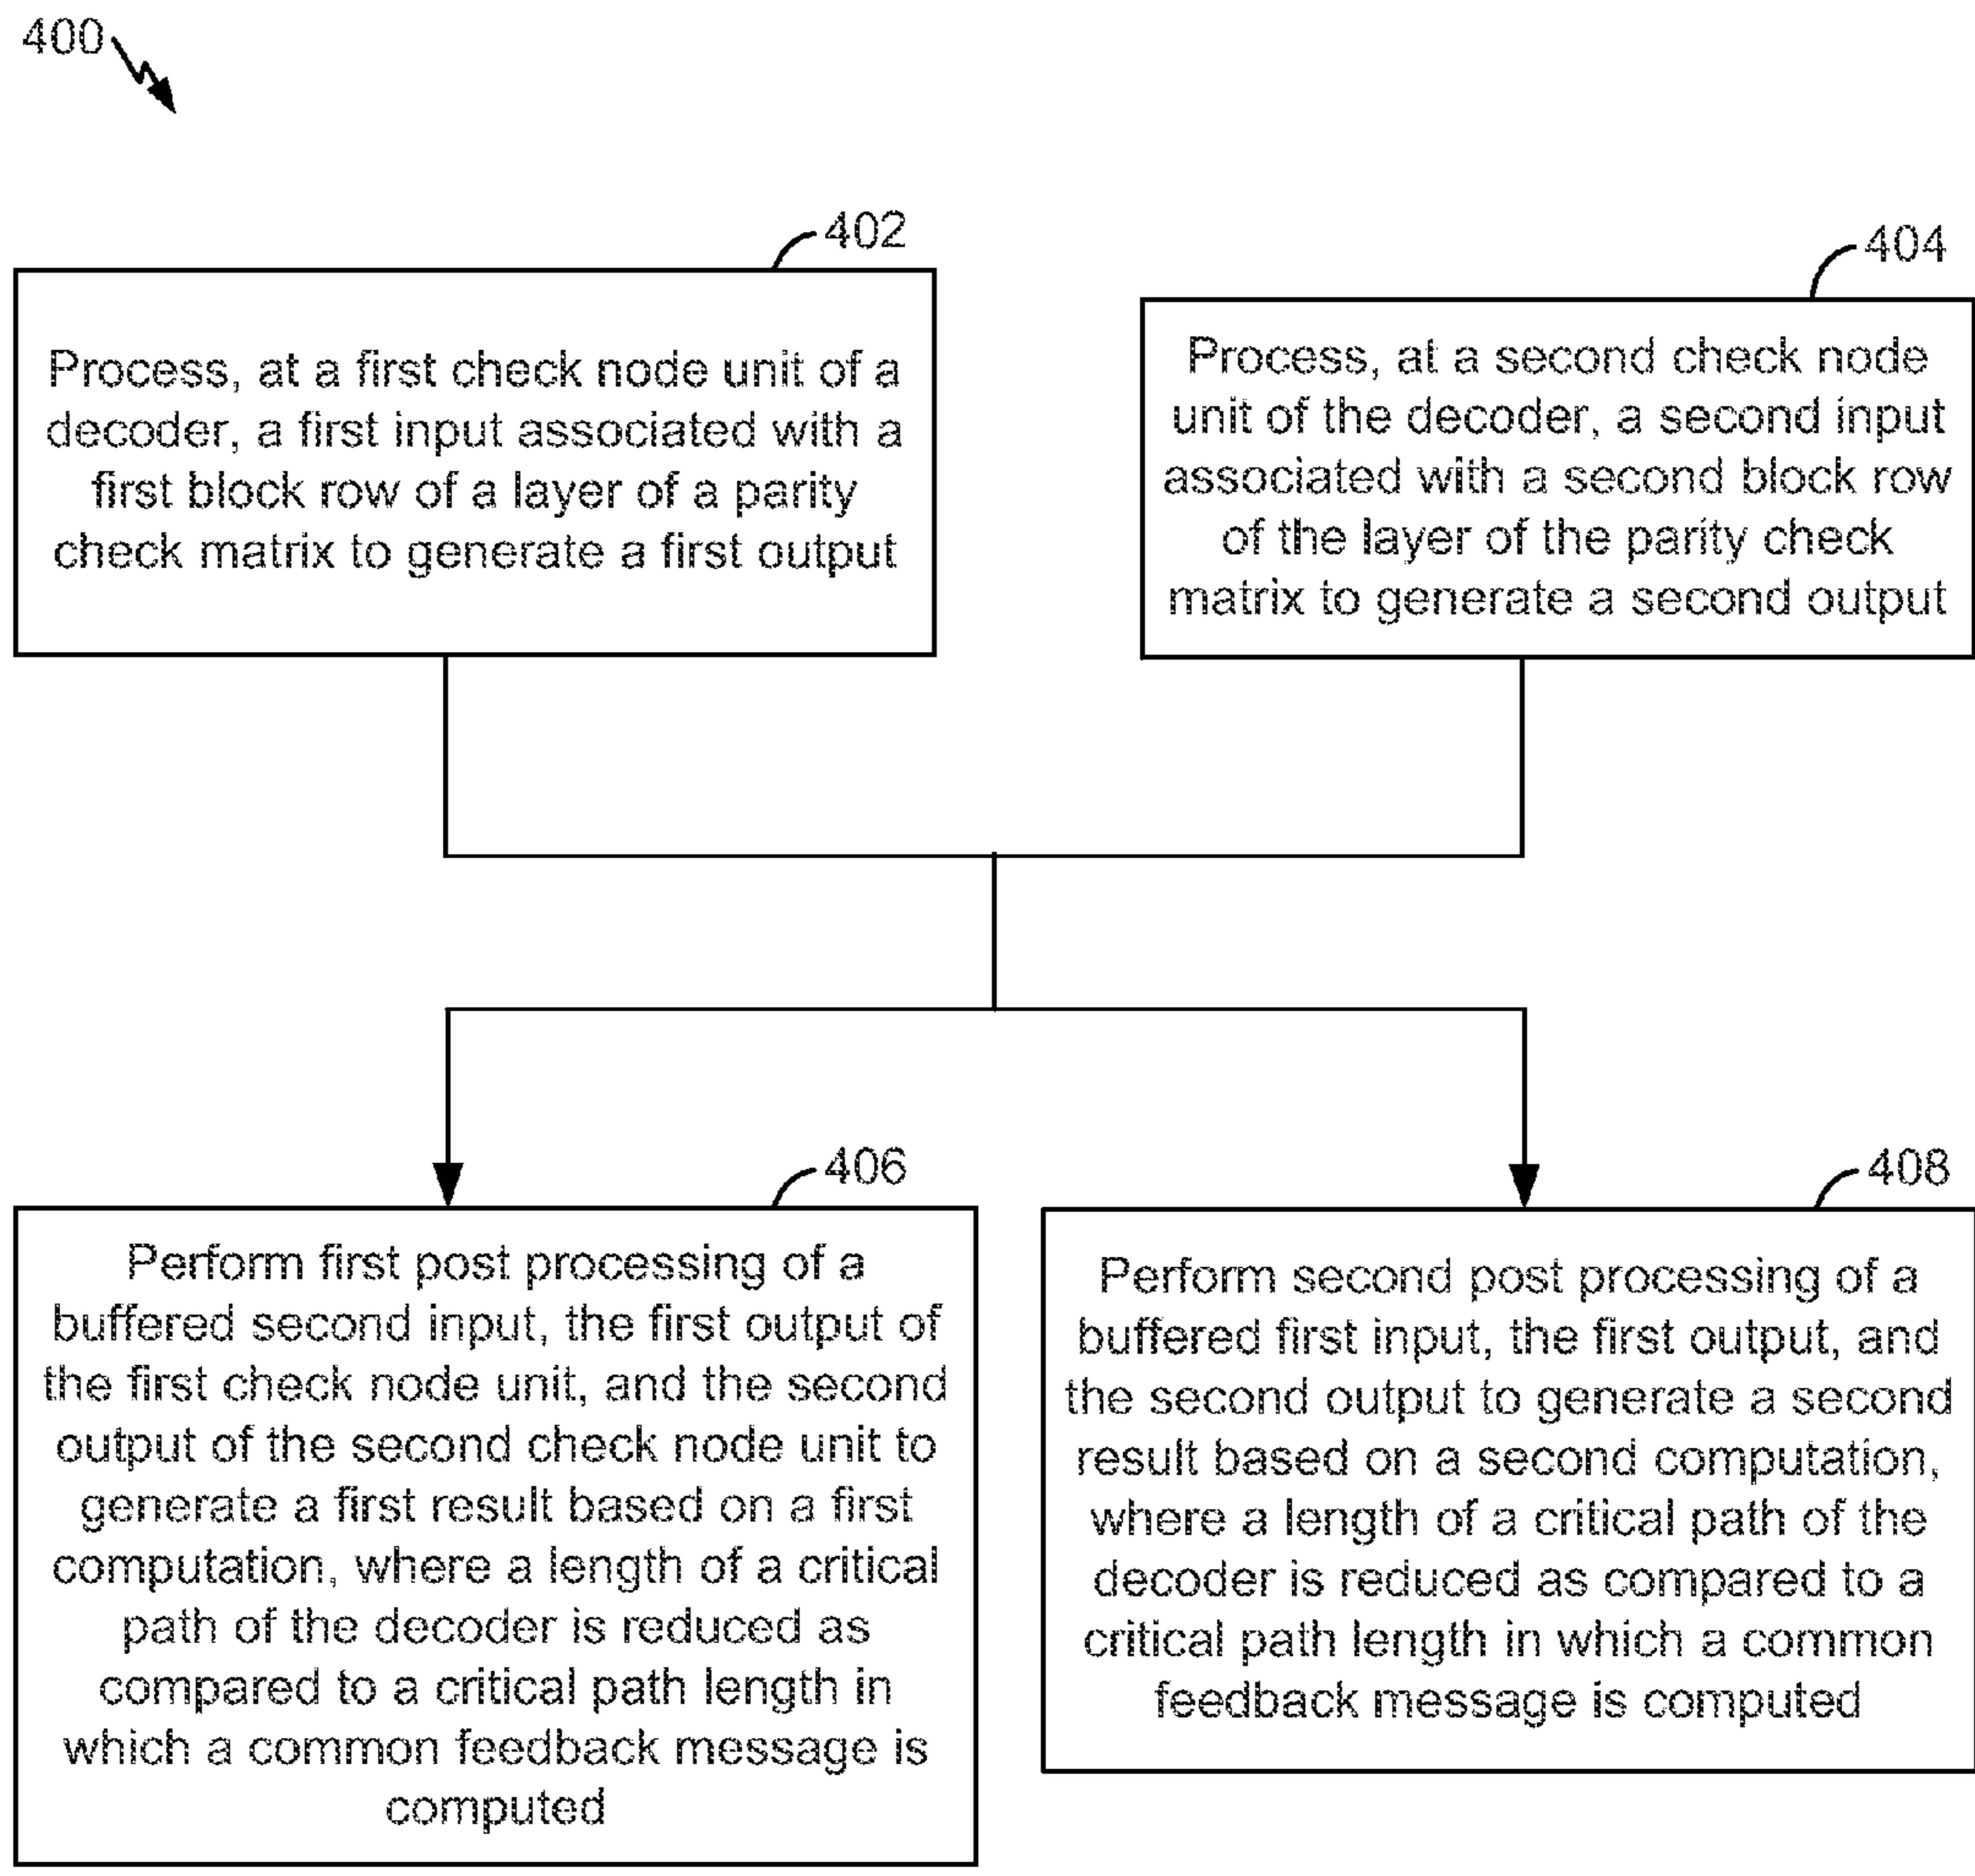 400
402
Process, at a first check node unit of a
decoder, a first input associated with a
first block row of a layer of a parity
check matrix to generate a first output
404
Process, at a second check node
unit of the decoder, a second input
associated with a second block row
of the layer of the parity check
matrix to generate a second output
406
Perform first post processing of a
buffered second input, the first output of
the first check node unit, and the second
output of the second check node unit to
generate a first result based on a first
computation, where a length of a critical
path of the decoder is reduced as
compared to a critical path length in
which a common feedback message is
computed
408
Perform second post processing of a
buffered first input, the first output, and
the second output to generate a second
result based on a second computation,
where a length of a critical path of the
decoder is reduced as compared to a
critical path length in which a common
feedback message is computed